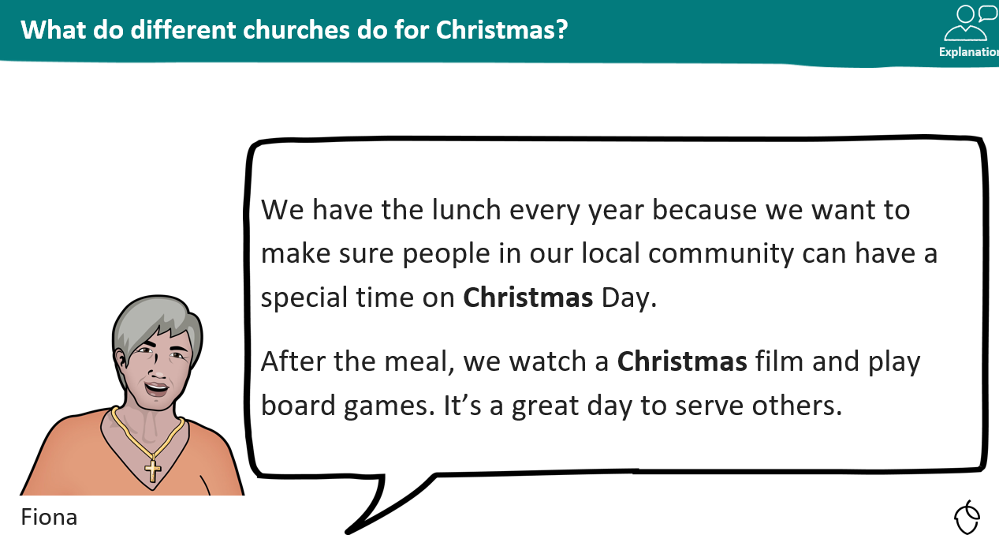 What do different churches do for Christmas?
Explanation
We have the lunch every year because we want to
make sure people in our local community can have a
special time on Christmas Day.
After the meal, we watch a Christmas film and play
board games. It’s a great day to serve others.
Fiona